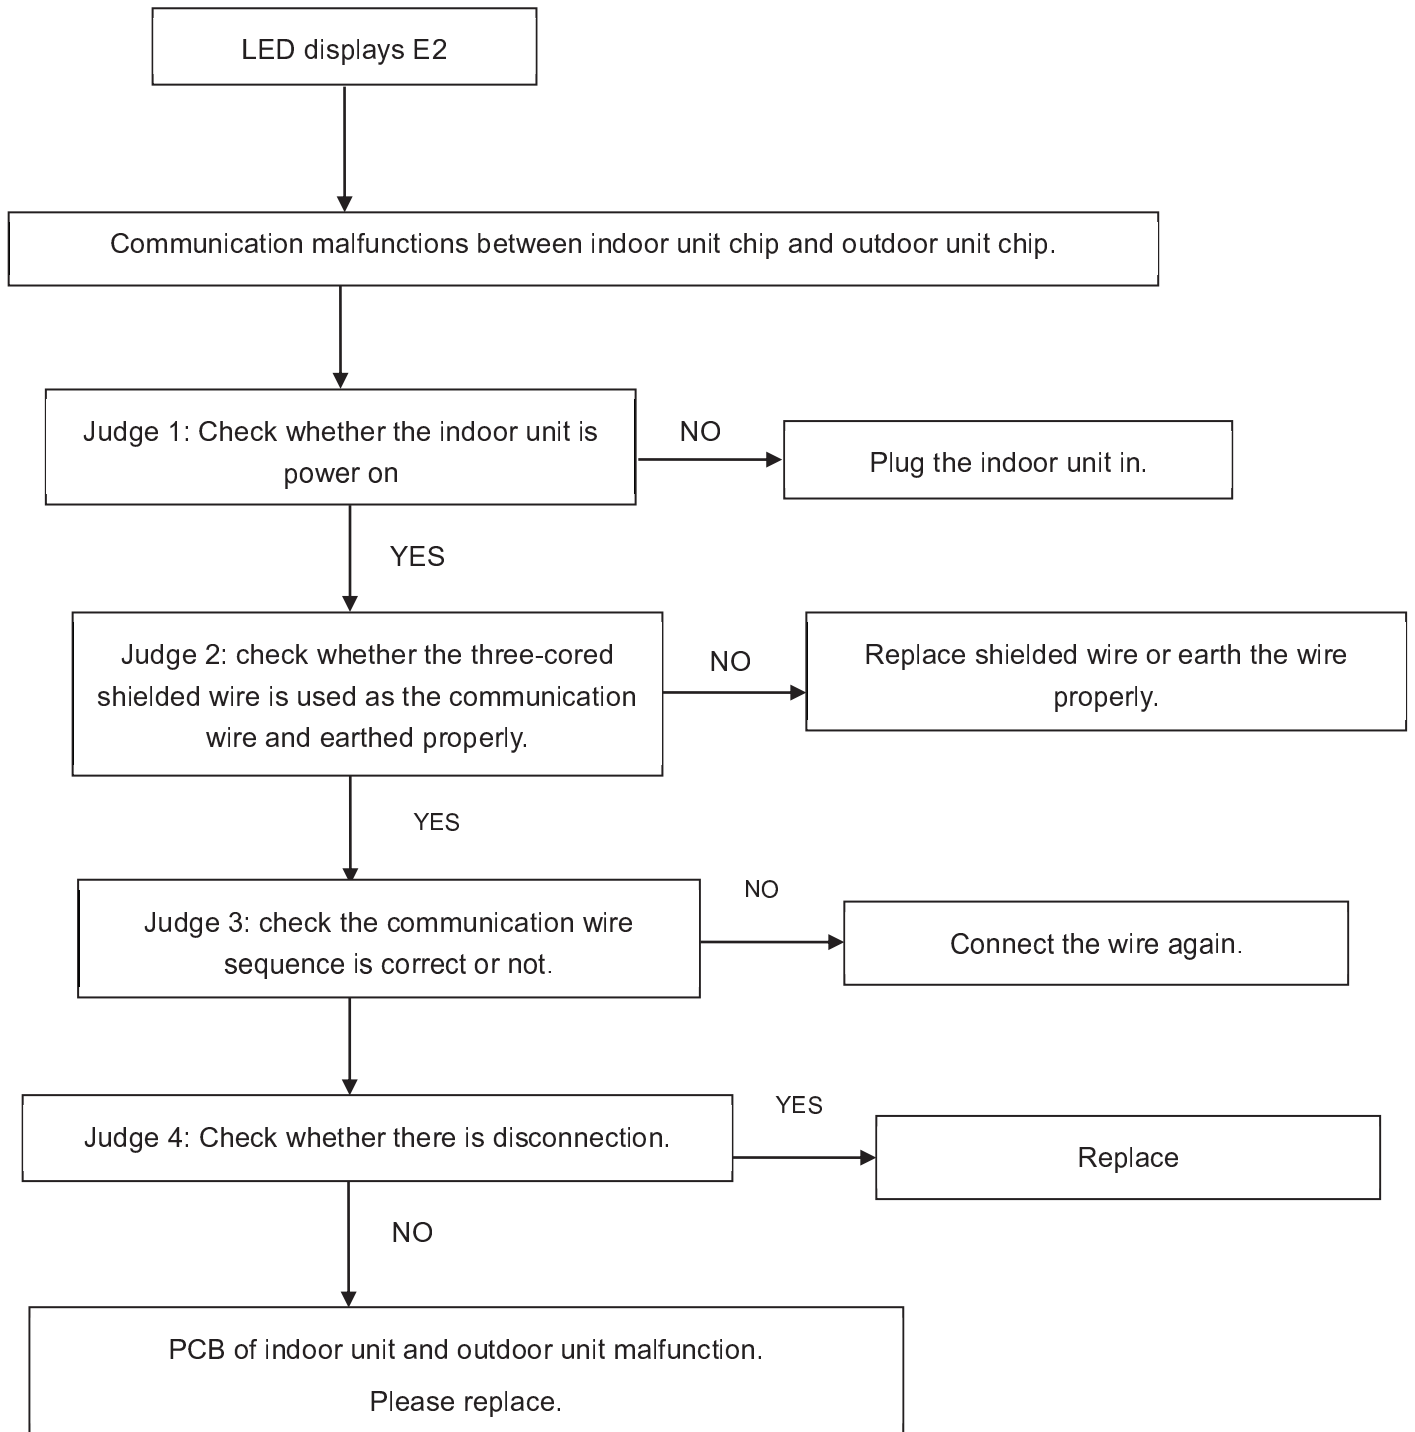 LED displays E2
Communication malfunctions between indoor unit chip and outdoor unit chip.
Judge 1: Check whether the indoor unit is
power on
NO
Plug the indoor unit in.
YES
Judge 2: check whether the three-cored
shielded wire is used as the communication
wire and earthed properly.
NO
Replace shielded wire or earth the wire
properly.
YES
Judge 3: check the communication wire
sequence is correct or not.
NO
Connect the wire again.
Judge 4: Check whether there is disconnection.
YES
Replace
NO
PCB of indoor unit and outdoor unit malfunction.
Please replace.